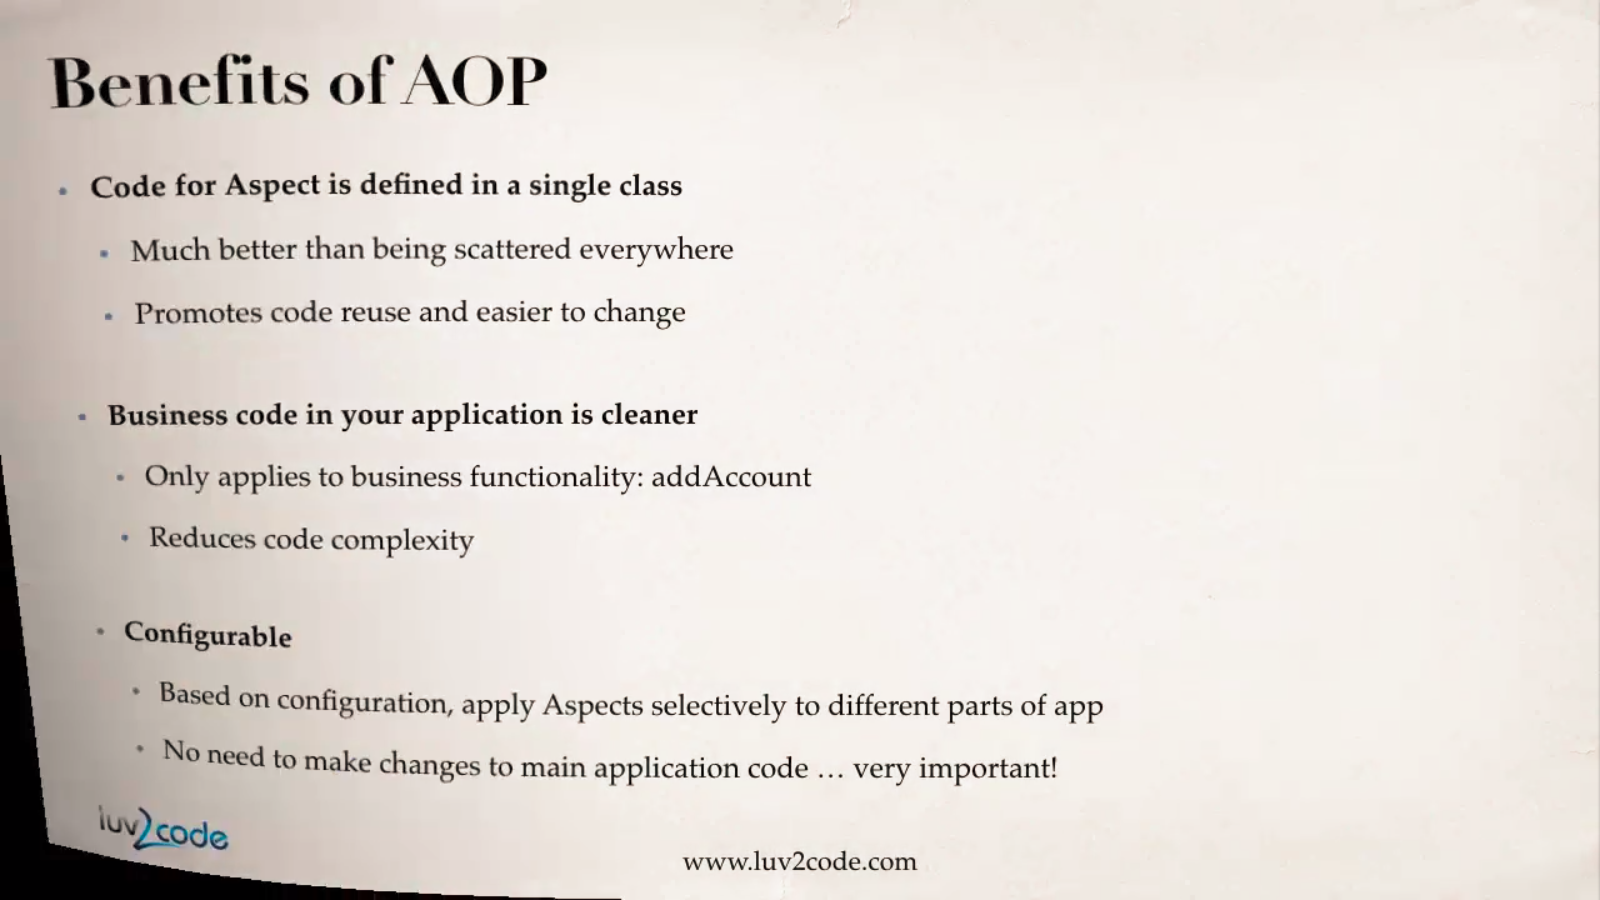 Benefits of AOP
• Code for Aspect is defined in a single class
• Much better than being scattered everywhere
• Promotes code reuse and easier to change
• Business code in your application is cleaner
• Only applies to business functionality: addAccount
• Reduces code complexity
• Configurable
• Based on configuration, apply Aspects selectively to different parts of app
• No need to make changes to main application code … very important!
luv2code
www.luv2code.com